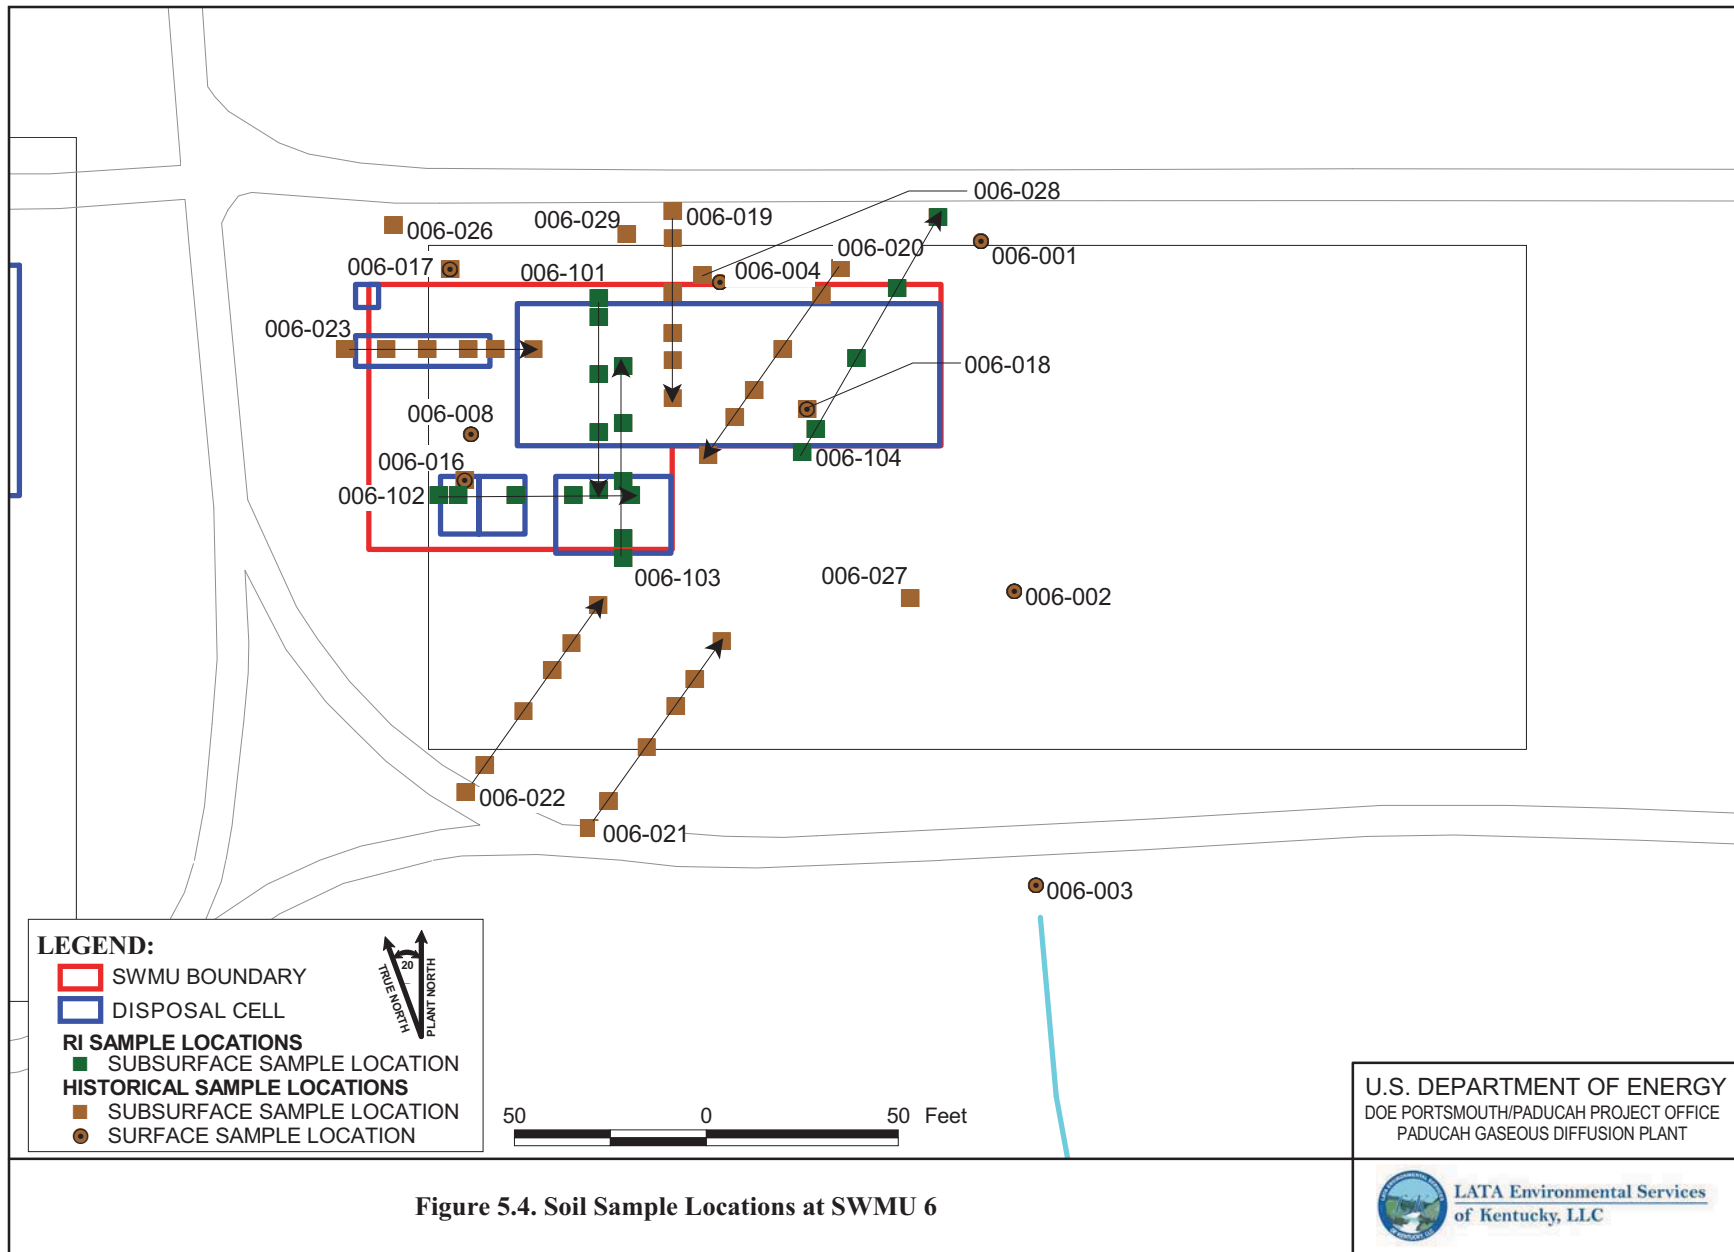 006-028
006-019
006-029
006-026
006-020
006-001
006-017
006-101
006-004
006-023
006-018
006-008
006-104
006-016
006-102
006-103
006-027
006-002
006-022
006-021
006-003
LEGEND:
SWMU BOUNDARY
DISPOSAL CELL
RI SAMPLE LOCATIONS
SUBSURFACE SAMPLE LOCATION
HISTORICAL SAMPLE LOCATIONS
SUBSURFACE SAMPLE LOCATION
SURFACE SAMPLE LOCATION
20
TRUE NORTH
PLANT NORTH
50 0 50 Feet
U.S. DEPARTMENT OF ENERGY
DOE PORTSMOUTH/PADUCAH PROJECT OFFICE
PADUCAH GASEOUS DIFFUSION PLANT
Figure 5.4. Soil Sample Locations at SWMU 6
LATA Environmental Services
of Kentucky, LLC